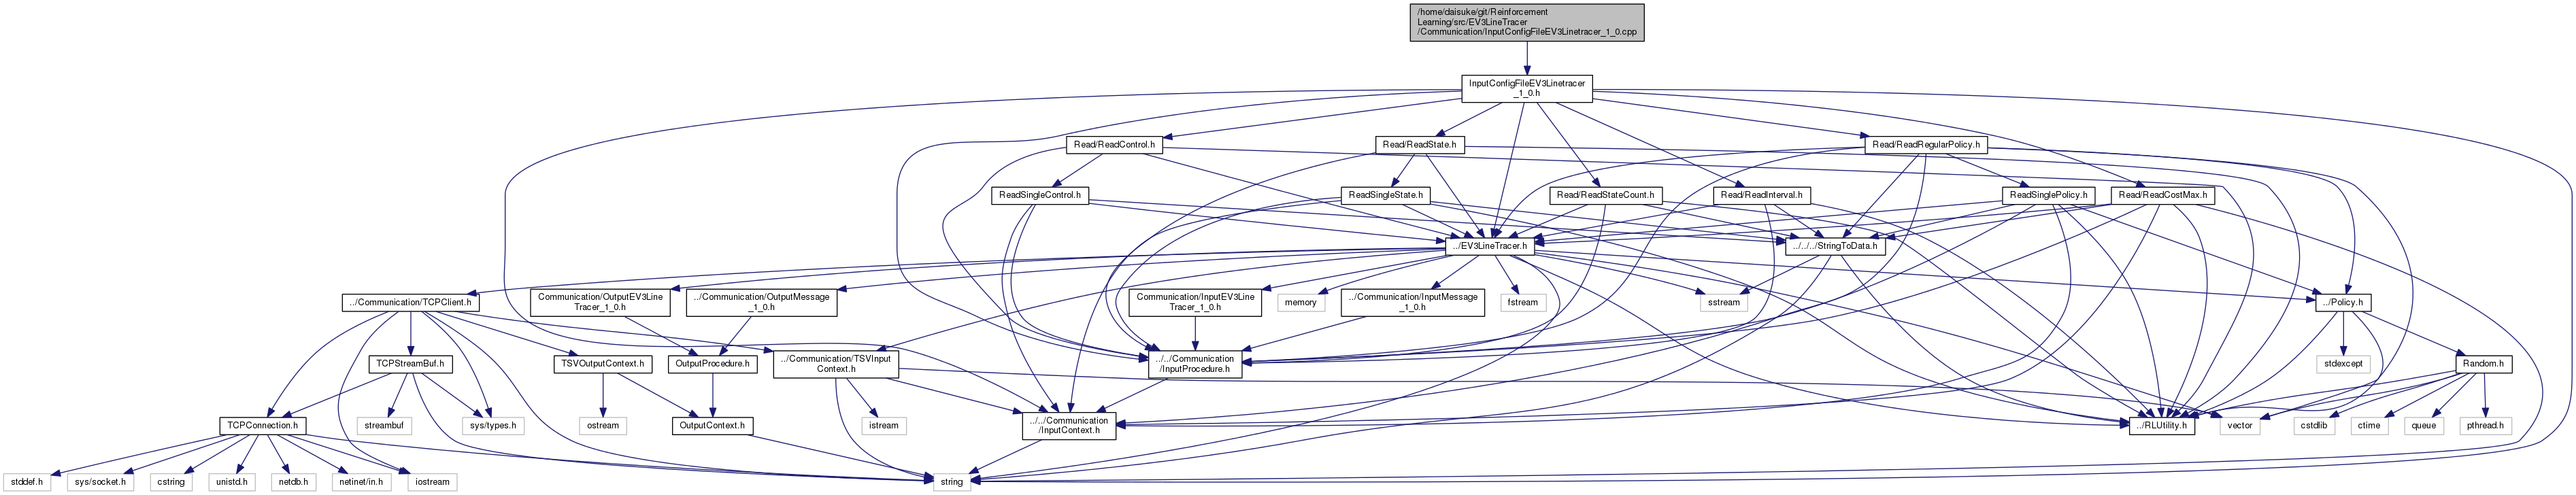 /home/daisuke/git/Reinforcement
Learning/src/EV3LineTracer
/Communication/InputConfigFileEV3Linetracer_1_0.cpp
InputConfigFileEV3Linetracer
_1_0.h
Read/ReadControl.h
Read/ReadState.h
Read/ReadRegularPolicy.h
ReadSingleControl.h
ReadSingleState.h
Read/ReadStateCount.h
Read/ReadInterval.h
ReadSinglePolicy.h
Read/ReadCostMax.h
../EV3LineTracer.h
../../../StringToData.h
../Communication/TCPClient.h
Communication/OutputEV3Line
Tracer_1_0.h
../Communication/OutputMessage
_1_0.h
Communication/InputEV3Line
Tracer_1_0.h
memory
../Communication/InputMessage
_1_0.h
fstream
sstream
../Policy.h
TCPStreamBuf.h
TSVOutputContext.h
OutputProcedure.h
../Communication/TSVInput
Context.h
../../Communication
/InputProcedure.h
stdexcept
Random.h
TCPConnection.h
streambuf
sys/types.h
ostream
OutputContext.h
istream
../../Communication
/InputContext.h
../RLUtility.h
vector
cstdlib
ctime
queue
pthread.h
stddef.h
sys/socket.h
cstring
unistd.h
netdb.h
netinet/in.h
iostream
string